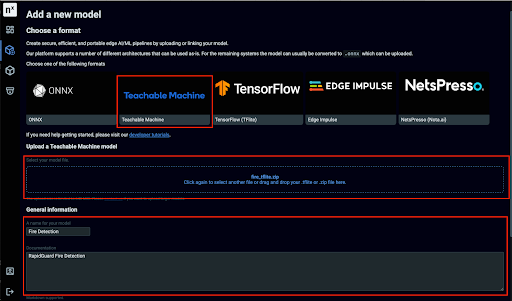 nx
Add a new model
Choose a format
Create secure, efficient, and portable edge AI/ML pipelines by uploading or linking your model.
Our platform supports a number of different architectures that can be used as is. For the remaining systems the model can usually be converted to .onnx which can be uploaded.
Choose one of the following formats
ONNX
Teachable Machine
TensorFlow
EDGE IMPULSE
NetsPresso.
ONNX
Teachable Machine
TensorFlow (TFlite)
Edge Impulse
NetsPresso (Nota.ai)
If you need help getting started, please visit our developer tutorials.
Upload a Teachable Machine model
Select your model file.
fire_tflite.zip
Click again to select another file or drag and drop your .tflite or .zip file here.
General information
A name for your model
Fire Detection
Documentation
RapidGuard Fire Detection
Markdown supported